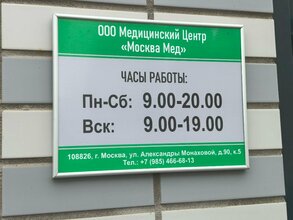 ООО Медицинский Центр
«Москва Мед»
ЧАСЫ РАБОТЫ:
Пн-Сб: 9.00-20.00
Вск: 9.00-19.00
108826, г. Москва, ул. Александры Монаховой, д.90, к.5
Тел.: +7 (985) 466-68-13